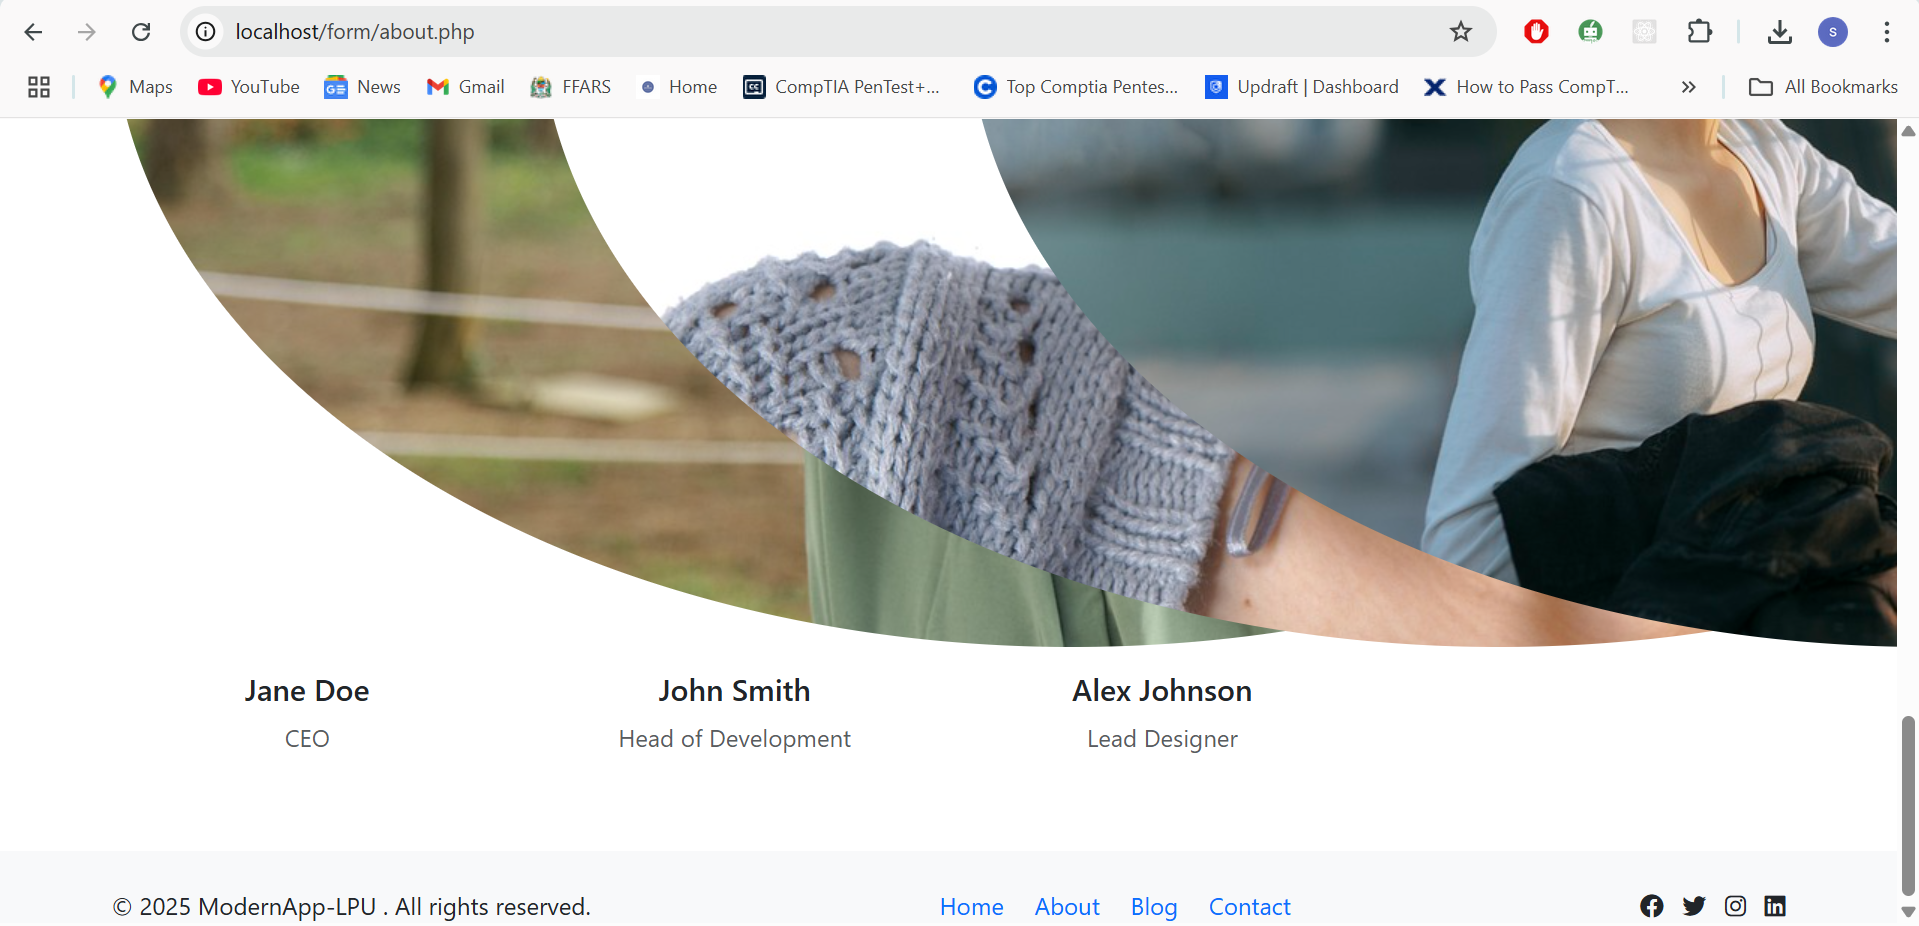 localhost/form/about.php
S
Maps YouTube News Gmail FFARS Home CompTIA PenTest+... Top Comptia Pentes... Updraft | Dashboard How to Pass CompT... » All Bookmarks
Jane Doe John Smith Alex Johnson
CEO Head of Development Lead Designer
© 2025 ModernApp-LPU . All rights reserved. Home About Blog Contact